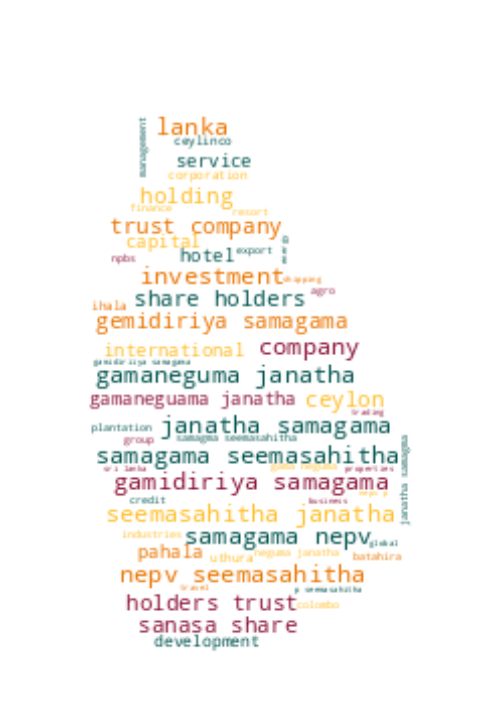 lanka
management
ceylinco
service
corporation
holding
finance
resort
trust company
capital
export
hotel
npbs
investment
shipping
agro
share holders
ihala
gemidiriya samagama
international company
gamidiriya samagama
gamaneguma janatha
gamaneguama janatha ceylon
trading
plantation janatha samagama
group samagma seemasahitha
samagama seemasahitha
janatha samagma
sri lanka gama neguma properties
gamidiriya samagama
nepv p
credit business
seemasahitha janatha
industries samagama nepv
global
pahala uthura neguma janatha batahira
nepv seemasahitha
travel p seemasahitha
holders trust colombo
sanasa share
development